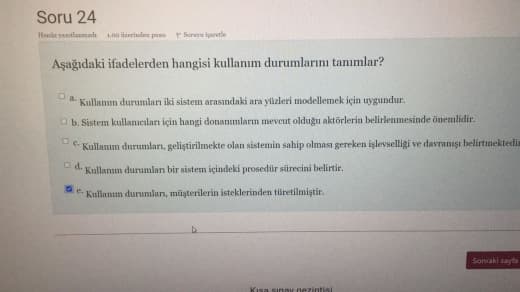 Soru 24
Henüz yanıtlanmadı 1,00 üzerinden puan Soruyu işaretle
Aşağıdaki ifadelerden hangisi kullanım durumlarını tanımlar?
a. Kullanım durumları iki sistem arasındaki ara yüzleri modellemek için uygundur.
b. Sistem kullanıcıları için hangi donanımların mevcut olduğu aktörlerin belirlenmesinde önemlidir.
c. Kullanım durumları, geliştirilmekte olan sistemin sahip olması gereken işlevselliği ve davranışı belirtmektedir
d. Kullanım durumları bir sistem içindeki prosedür sürecini belirtir.
e. Kullanım durumları, müşterilerin isteklerinden türetilmiştir.
Sonraki sayfa
Kısa sınav gezintisi